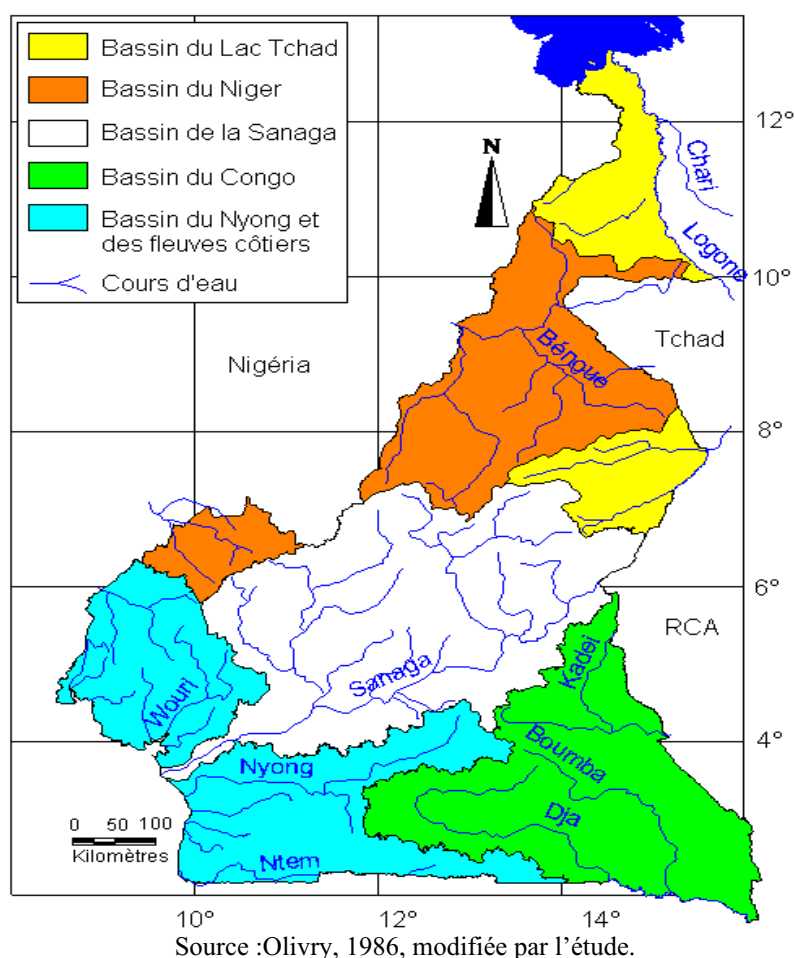 Bassin du Lac Tchad
Bassin du Niger
Bassin de la Sanaga
Bassin du Congo
Bassin du Nyong et
des fleuves côtiers
Cours d'eau
N
12°
Chari
Logone
10°
Tchad
Nigéria
Béngue
8°
6°
RCA
Kadei
Sanaga
Wouri
4°
Boumba
Nyong
Dja
0 50 100
Kilomètres
Ntem
10°
12°
14°
Source :Olivry, 1986, modifiée par l'étude.